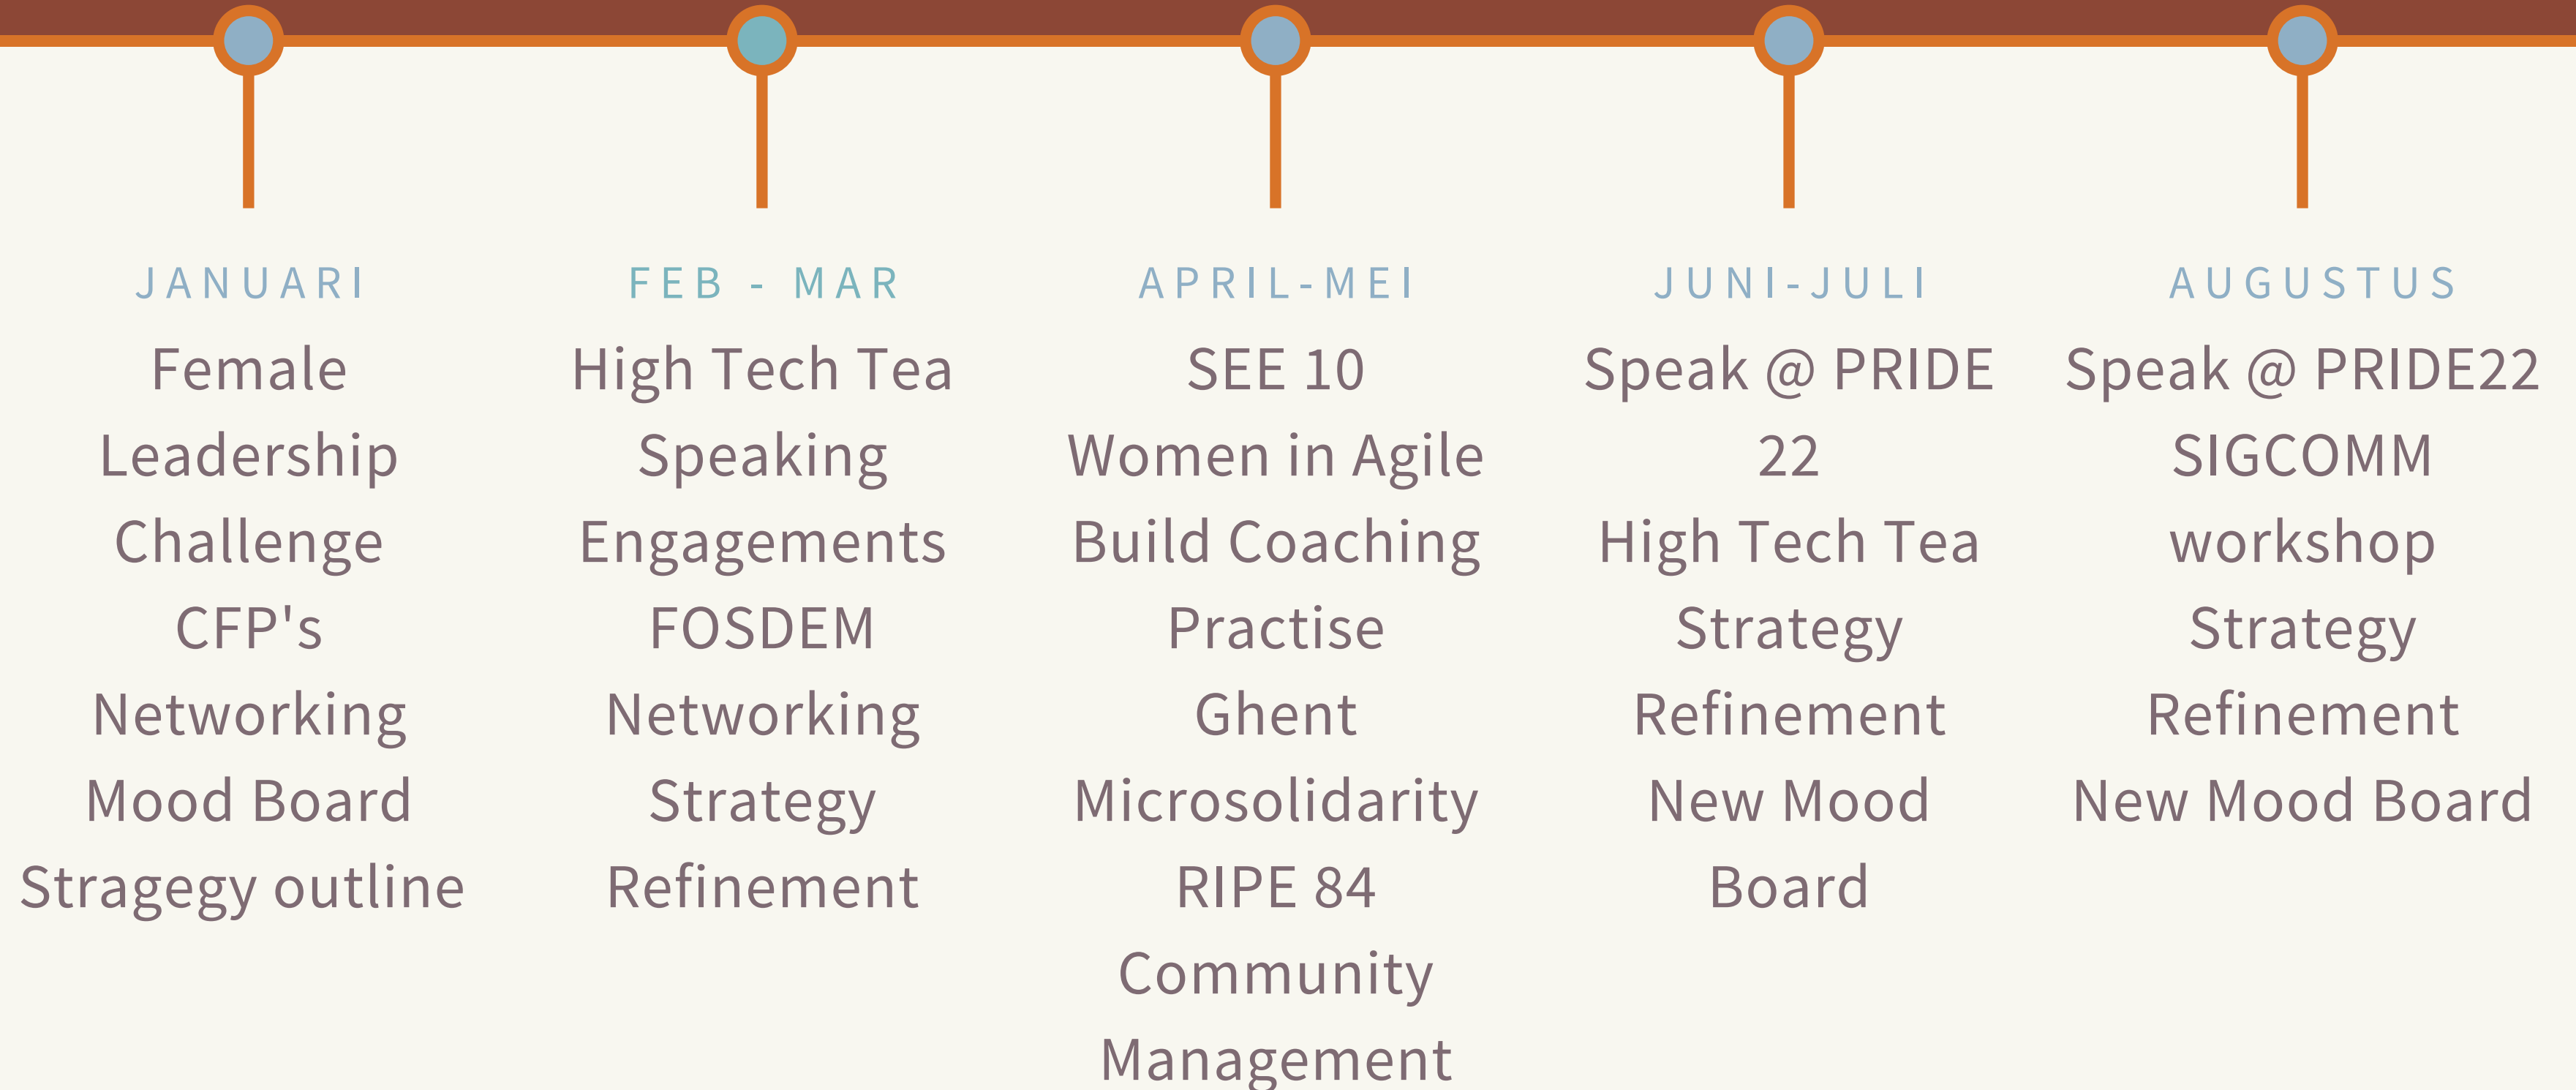 JANUARI
Female
Leadership
Challenge
CFP's
Networking
Mood Board
Stragegy outline
FEB - MAR
High Tech Tea
Speaking
Engagements
FOSDEM
Networking
Strategy
Refinement
APRIL-MEI
SEE 10
Women in Agile
Build Coaching
Practise
Ghent
Microsolidarity
RIPE 84
Community
Management
JUNI-JULI
Speak @ PRIDE
22
High Tech Tea
Strategy
Refinement
New Mood
Board
AUGUSTUS
Speak @ PRIDE22
SIGCOMM
workshop
Strategy
Refinement
New Mood Board